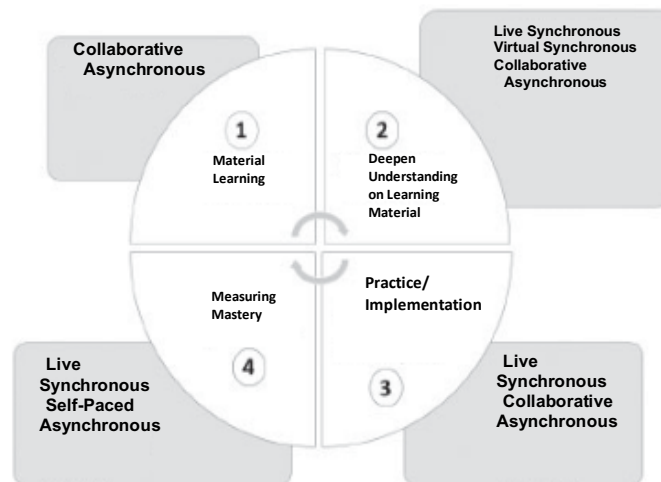 Collaborative
Asynchronous
Live Synchronous
Virtual Synchronous
Collaborative
Asynchronous
1
Material
Learning
2
Deepen
Understanding
on Learning
Material
Measuring
Mastery
4
Practice/
Implementation
3
Live
Synchronous
Self-Paced
Asynchronous
Live
Synchronous
Collaborative
Asynchronous